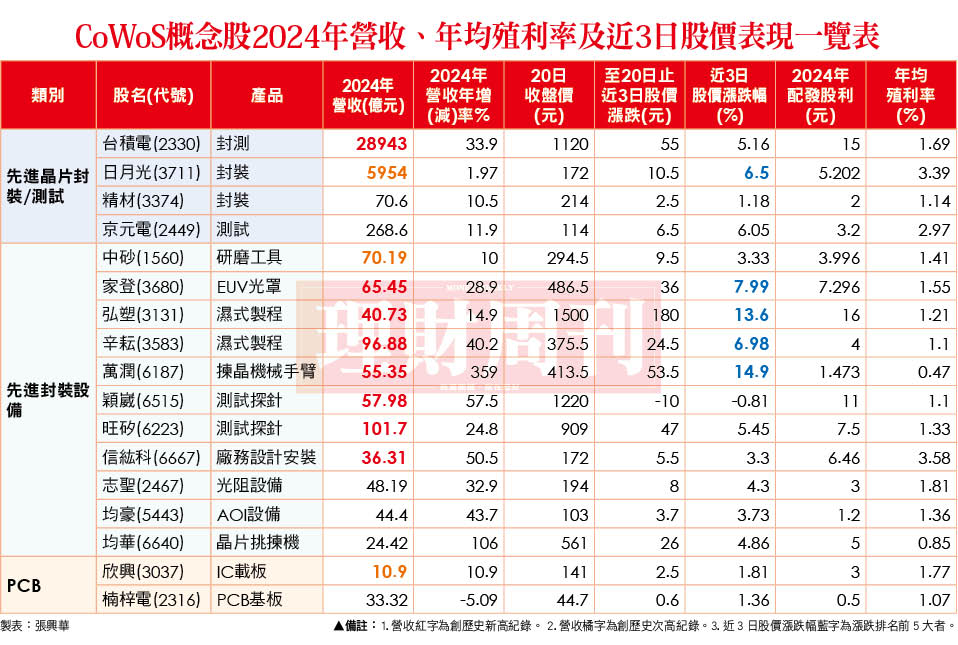 CoWoS概念股2024年營收、年均殖利率及近3日股價表現一覽表
類別 股名(代號) 產品 2024年營收(億元) 2024年營收年增(減)率% 20日收盤價(元) 至20日止近3日股價漲跌(元) 近3日股價漲跌幅(%) 2024年配發股利(元) 年均殖利率(%)
先進晶片封裝/測試
台積電(2330) 封測 28943 33.9 1120 55 5.16 15 1.69
日月光(3711) 封裝 5954 1.97 172 10.5 6.5 5.202 3.39
精材(3374) 封裝 70.6 10.5 214 2.5 1.18 2 1.14
京元電(2449) 測試 268.6 11.9 114 6.5 6.05 3.2 2.97
先進封裝設備
中砂(1560) 研磨工具 70.19 10 294.5 9.5 3.33 3.996 1.41
家登(3680) EUV光罩 65.45 28.9 486.5 36 7.99 7.296 1.55
弘塑(3131) 濕式製程 40.73 14.9 1500 180 13.6 16 1.21
辛耘(3583) 濕式製程 96.88 40.2 375.5 24.5 6.98 4 1.1
萬潤(6187) 揀晶機械手臂 55.35 359 413.5 53.5 14.9 1.473 0.47
穎崴(6515) 測試探針 57.98 57.5 1220 -10 -0.81 11 1.1
旺矽(6223) 測試探針 101.7 24.8 909 47 5.45 7.5 1.33
信紘科(6667) 廠務設計安裝 36.31 50.5 172 5.5 3.3 6.46 3.58
志聖(2467) 光阻設備 48.19 32.9 194 8 4.3 3 1.81
均豪(5443) AOI設備 44.4 43.7 103 3.7 3.73 1.2 1.36
均華(6640) 晶片挑揀機 24.42 106 561 26 4.86 5 0.85
PCB
欣興(3037) IC載板 10.9 10.9 141 2.5 1.81 3 1.77
楠梓電(2316) PCB基板 33.32 -5.09 44.7 0.6 1.36 0.5 1.07
理財周刊
製表：張興華
▲備註：1. 營收紅字為創歷史新高紀錄。 2. 營收橘字為創歷史次高紀錄。3. 近 3 日股價漲跌幅藍字為漲跌排名前 5 大者。